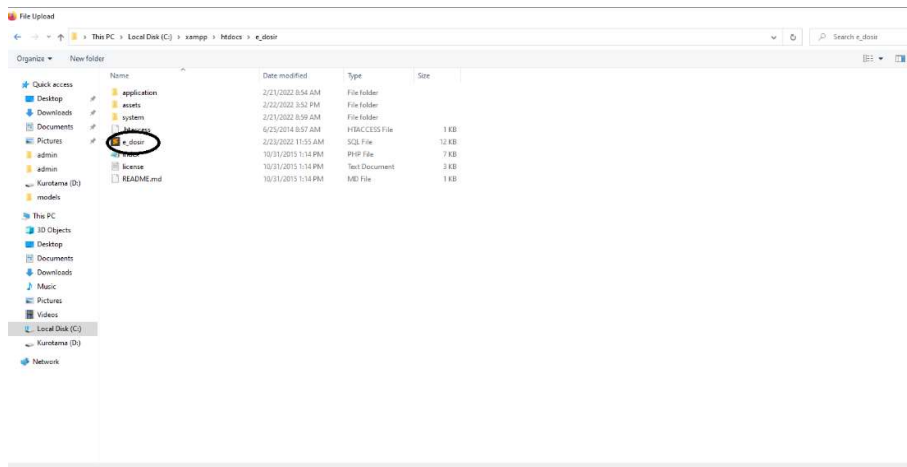 File Upload
This PC > Local Disk (C:) > xampp > htdocs > e_dosir
Search e_dosir
Organize
New folder
Name Date modified Type Size
application 2/21/2022 8:54 AM File folder
assets 2/22/2022 3:52 PM File folder
system 2/21/2022 8:59 AM File folder
.htaccess 6/25/2014 8:57 AM HTACCESS File 1 KB
e_dosir 2/23/2022 11:55 AM SQL File 12 KB
index 10/31/2015 1:14 PM PHP File 7 KB
license 10/31/2015 1:14 PM Text Document 3 KB
README.md 10/31/2015 1:14 PM MD File 1 KB
Quick access
Desktop
Downloads
Documents
Pictures
admin
admin
Kurotama (D:)
models
This PC
3D Objects
Desktop
Documents
Downloads
Music
Pictures
Videos
Local Disk (C:)
Kurotama (D:)
Network